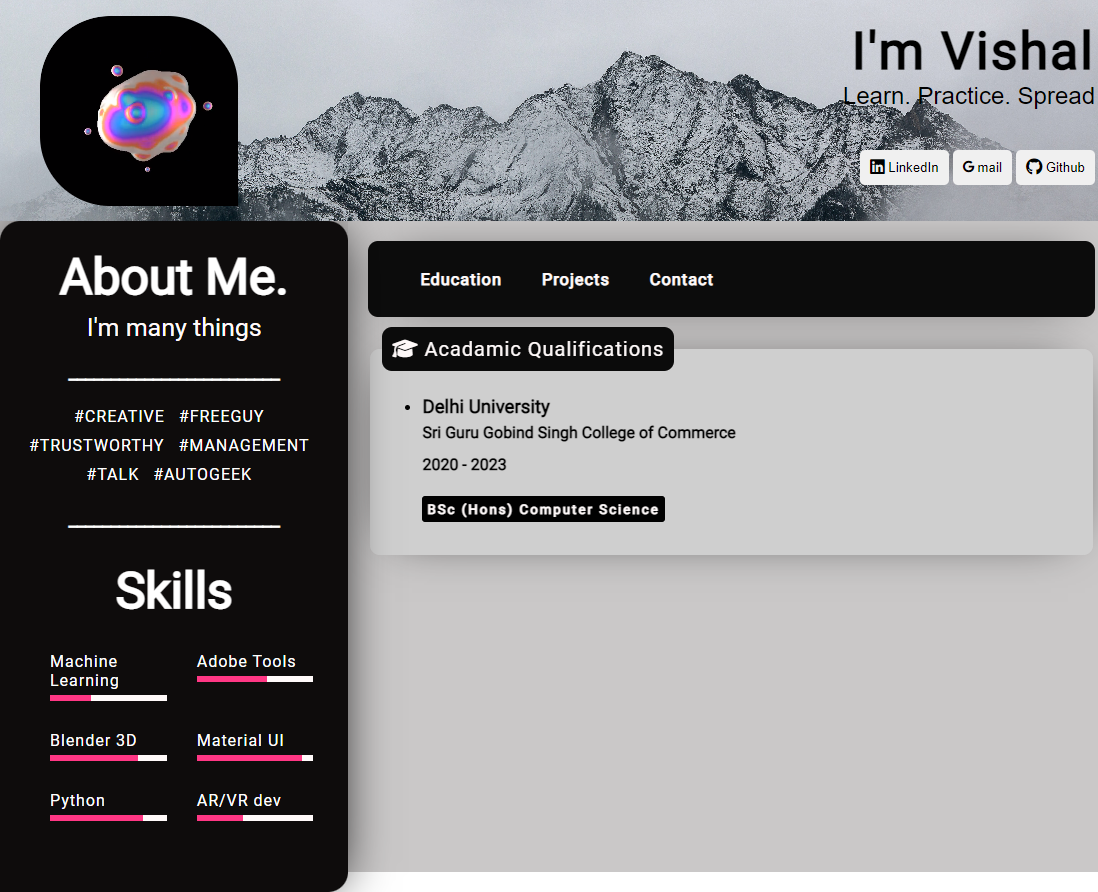 I'm Vishal
Learn. Practice. Spread
LinkedIn G mail Github
About Me.
I'm many things
#CREATIVE #FREEGUY
#TRUSTWORTHY #MANAGEMENT
#TALK #AUTOGEEK
Skills
Machine
Learning
Adobe Tools
Blender 3D
Material UI
Python
AR/VR dev
Education Projects Contact
Acadamic Qualifications
Delhi University
Sri Guru Gobind Singh College of Commerce
2020 - 2023
BSc (Hons) Computer Science